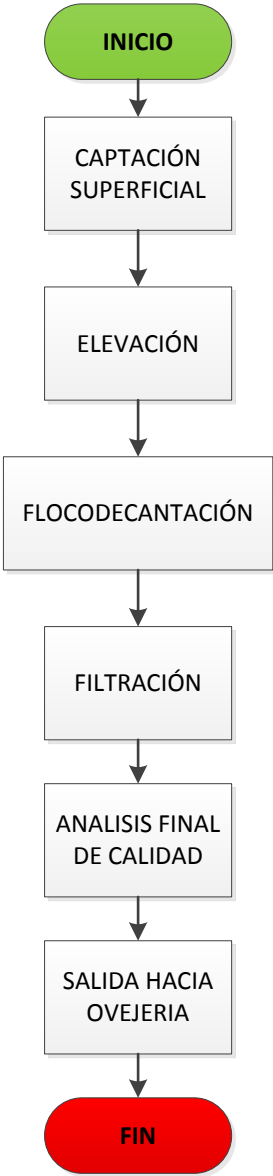 INICIO
CAPTACIÓN
SUPERFICIAL
ELEVACIÓN
FLOCODECANTACIÓN
FILTRACIÓN
ANALISIS FINAL
DE CALIDAD
SALIDA HACIA
OVEJERIA
FIN